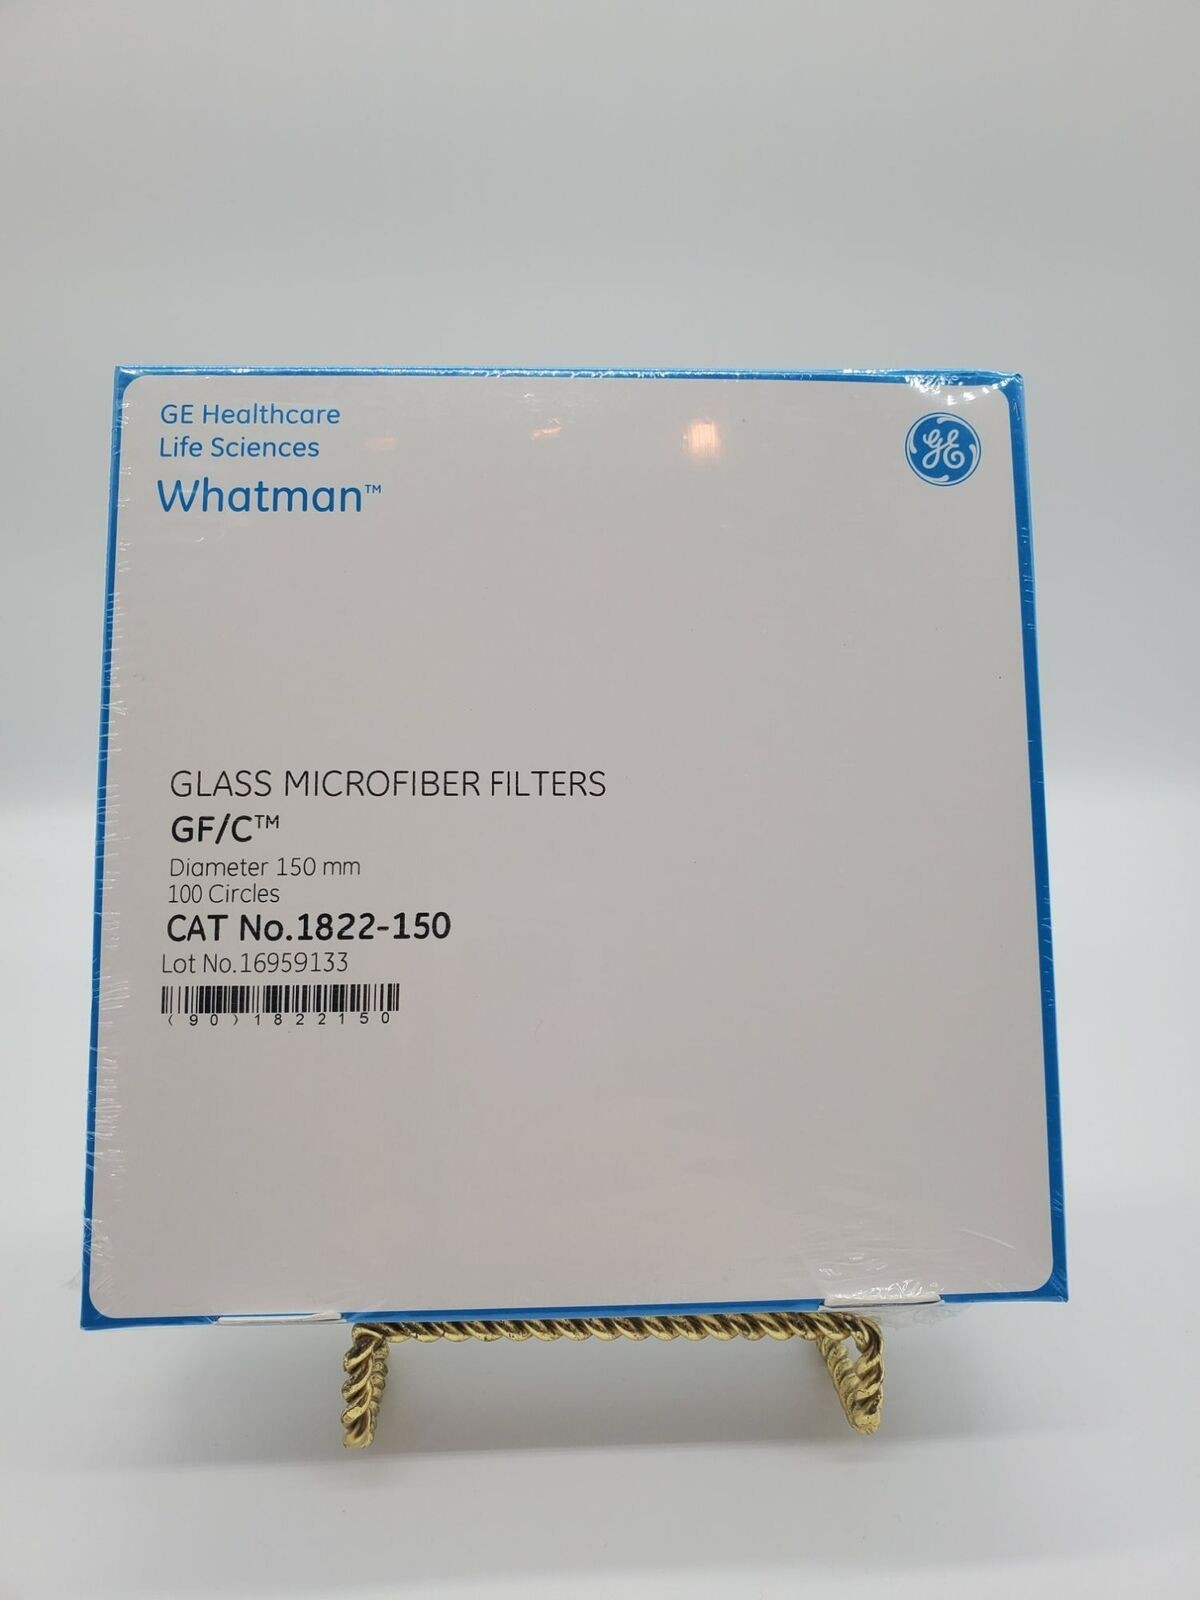 GE Healthcare
Life Sciences
Whatman™
GE
GLASS MICROFIBER FILTERS
GF/C™
Diameter 150 mm
100 Circles
CAT No.1822-150
Lot No.16959133
(90)1822150